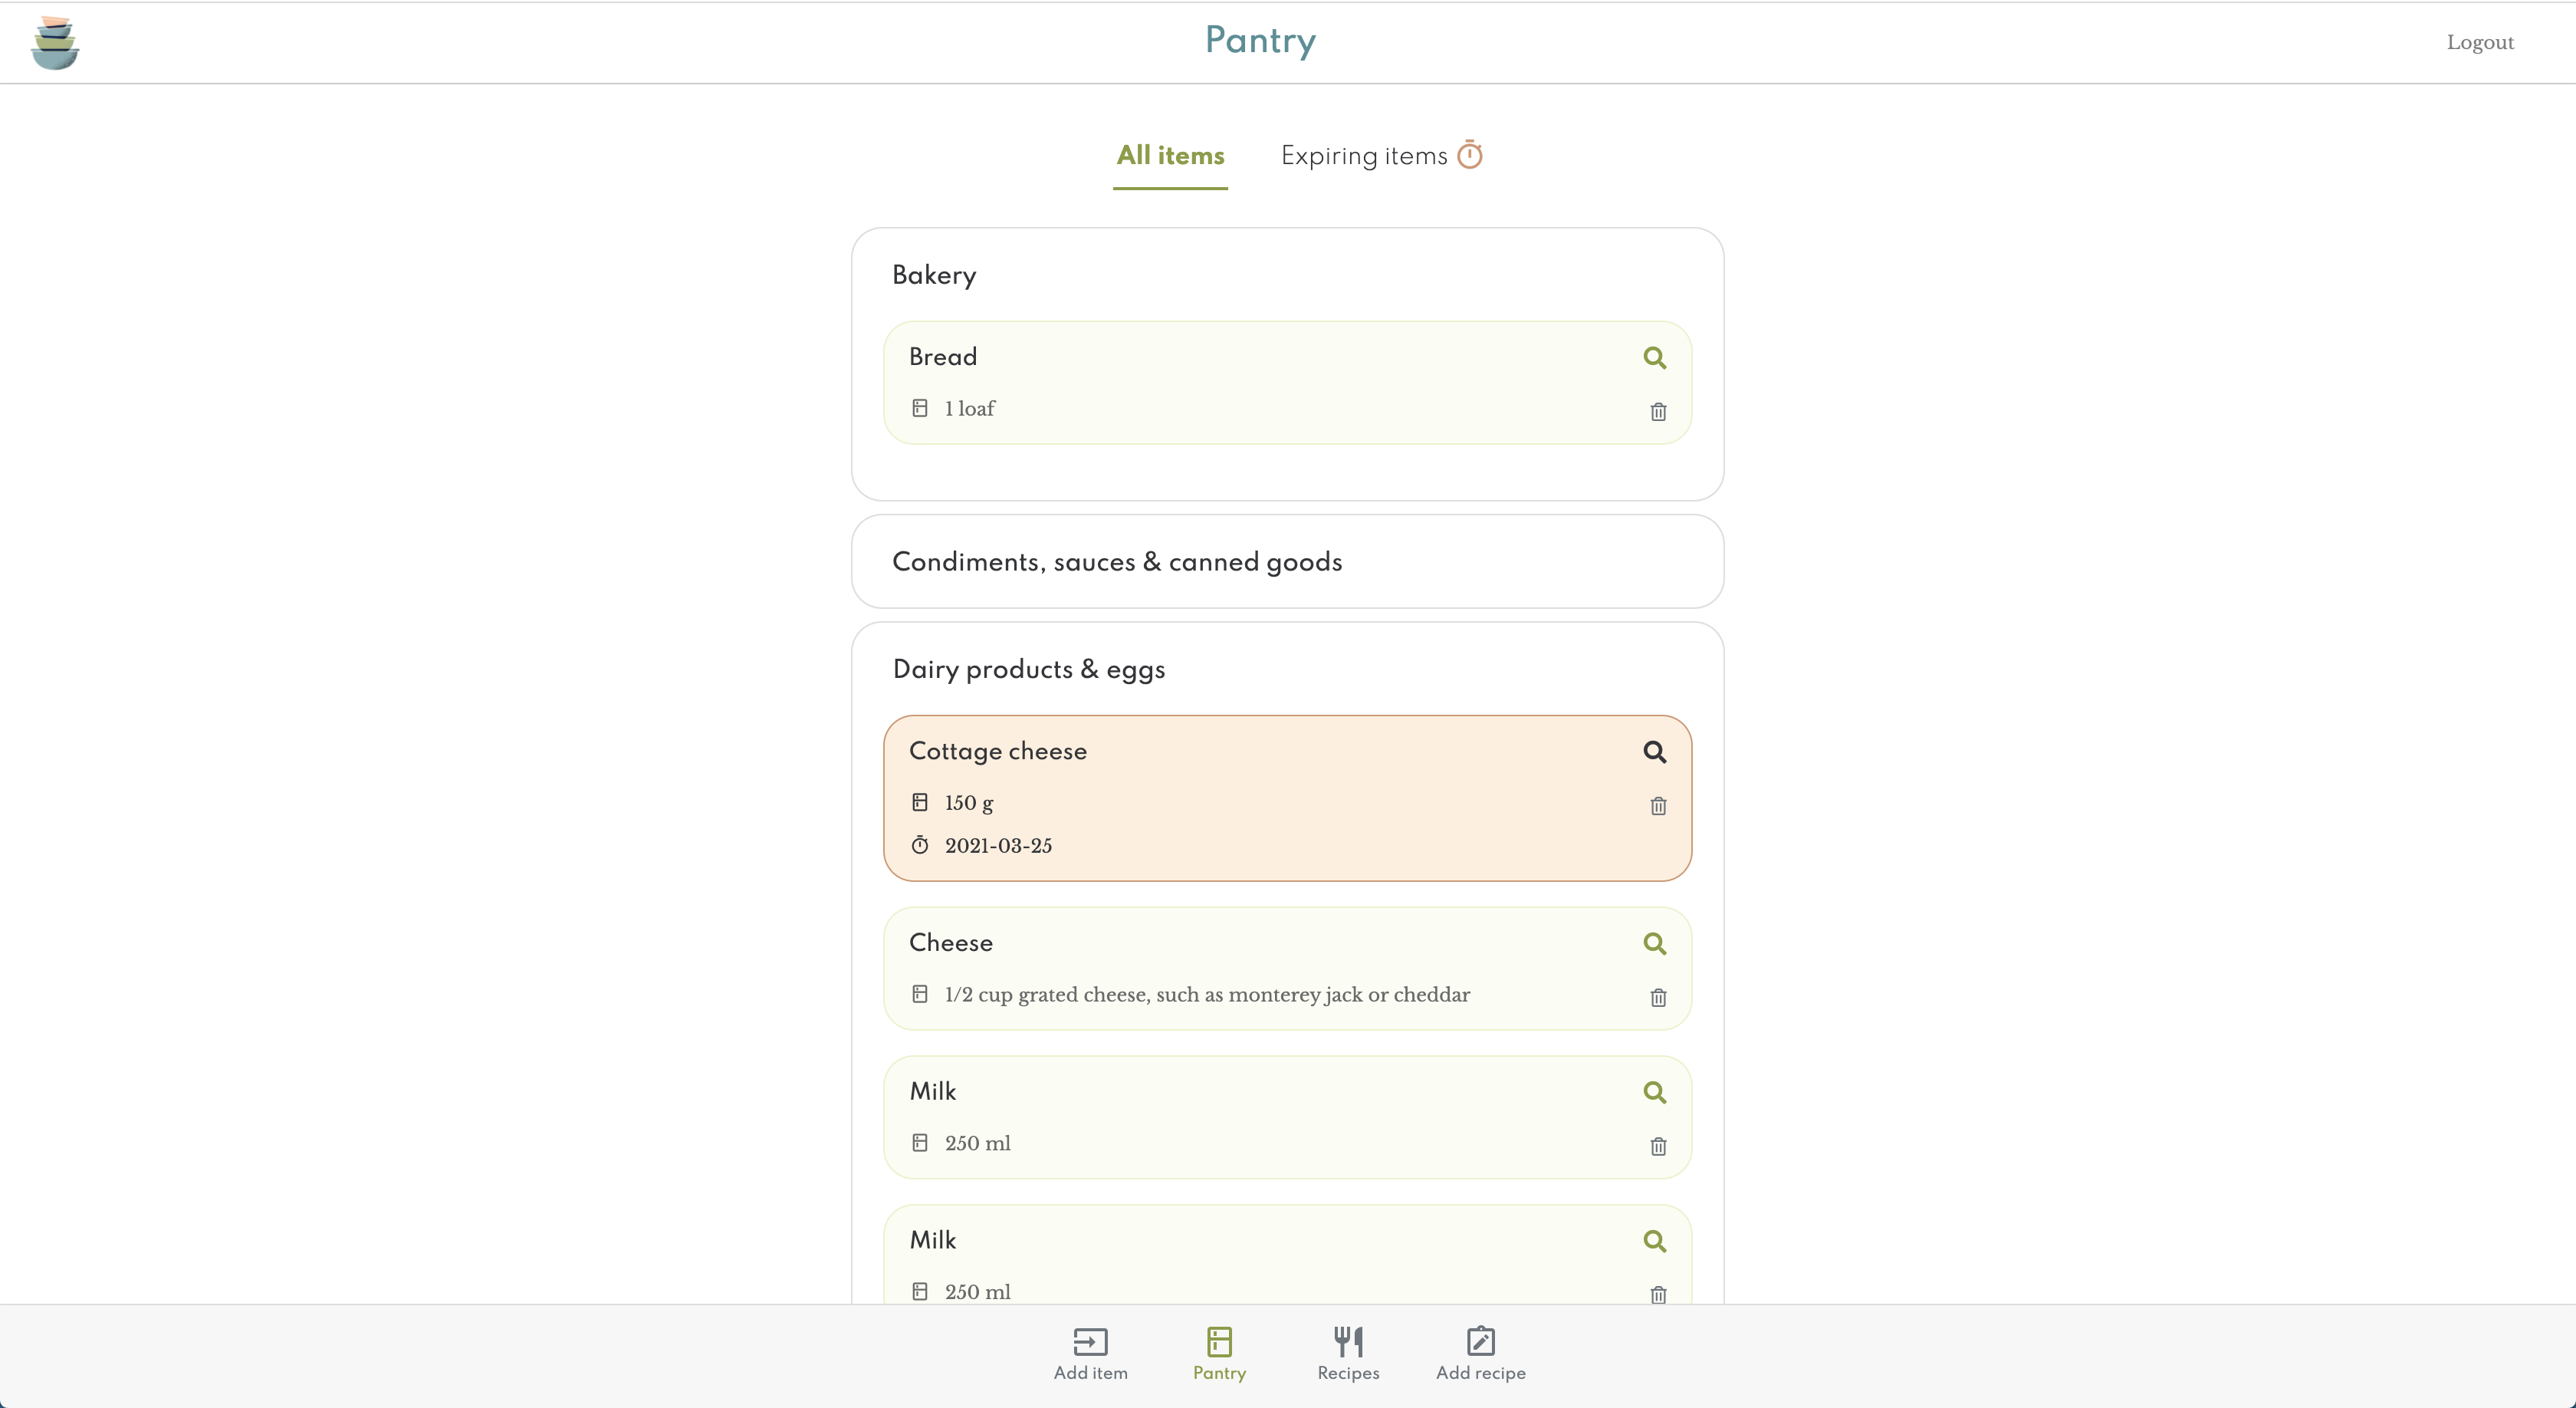 Pantry
Logout
All items
Expiring items
Bakery
Bread
1 loaf
Condiments, sauces & canned goods
Dairy products & eggs
Cottage cheese
150 g
2021-03-25
Cheese
1/2 cup grated cheese, such as monterey jack or cheddar
Milk
250 ml
Milk
250 ml
Add item
Pantry
Recipes
Add recipe